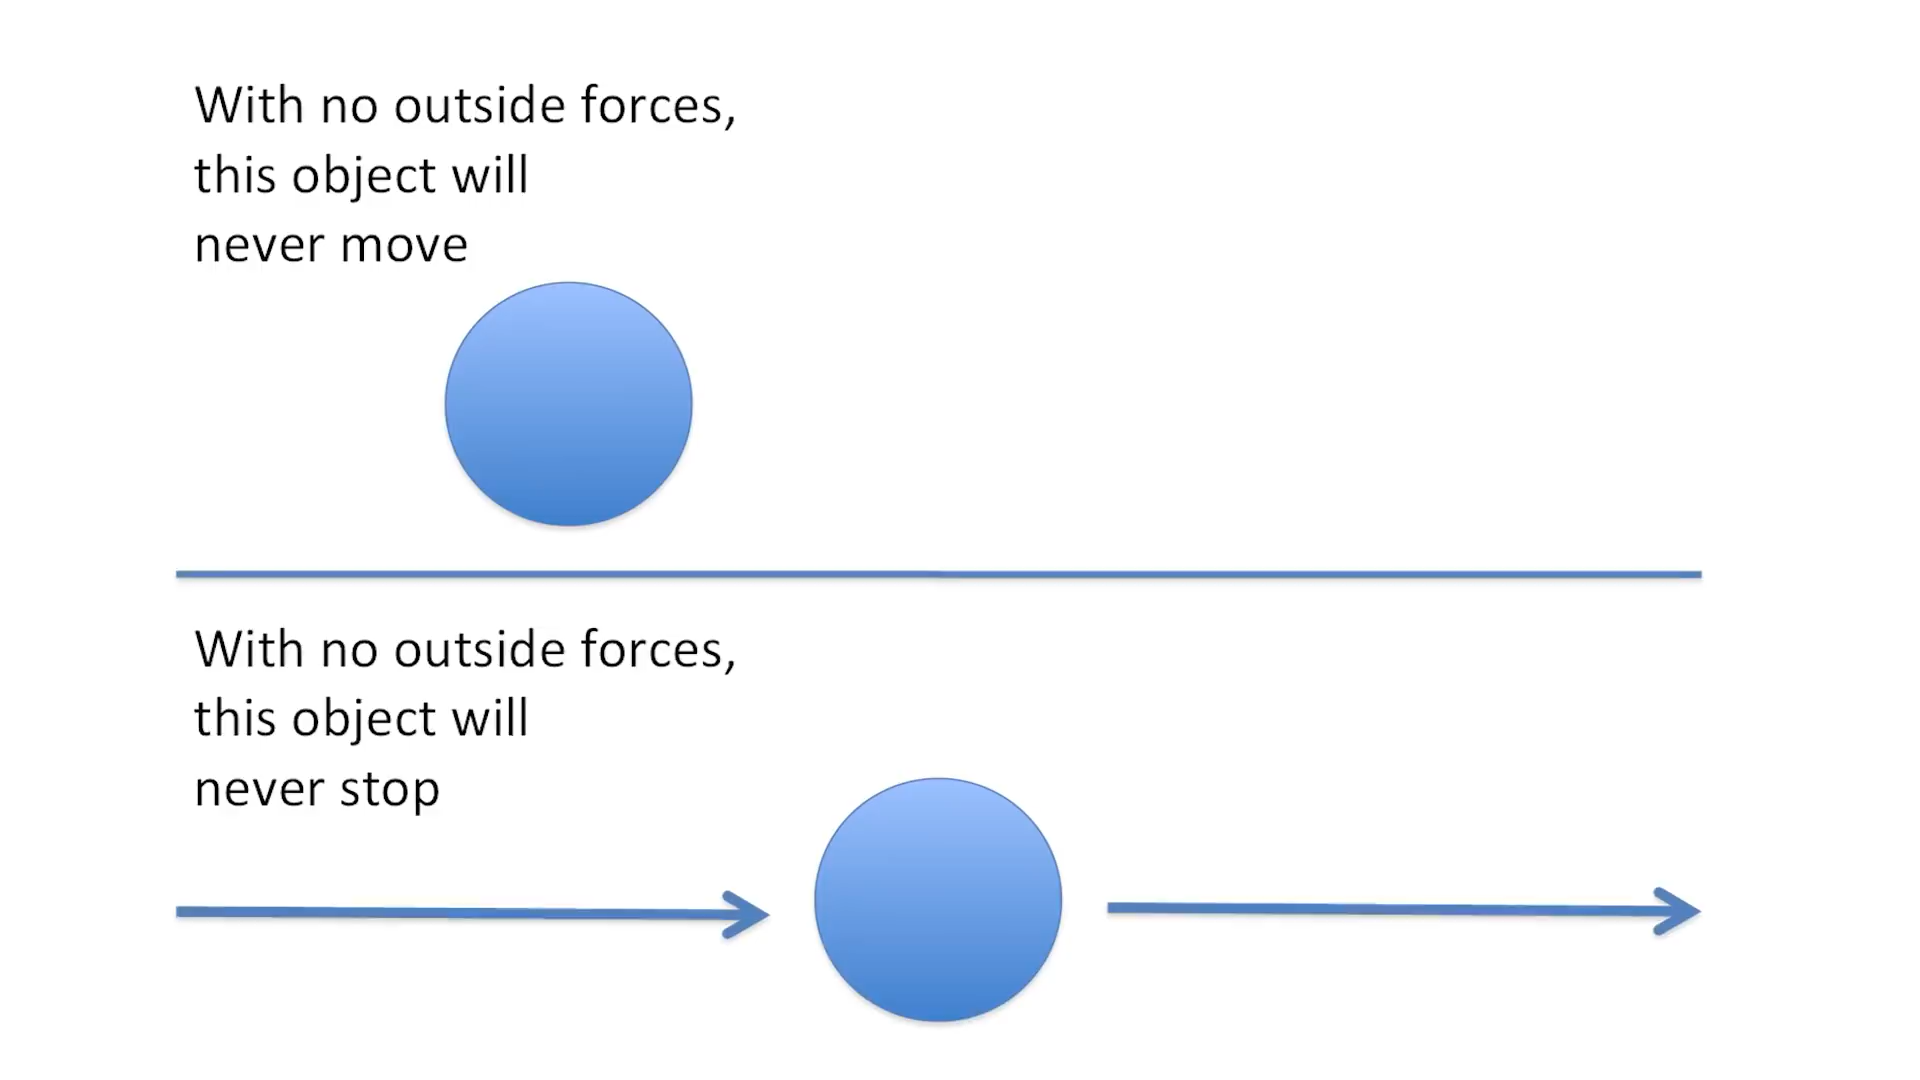 With no outside forces,
this object will
never move
With no outside forces,
this object will
never stop